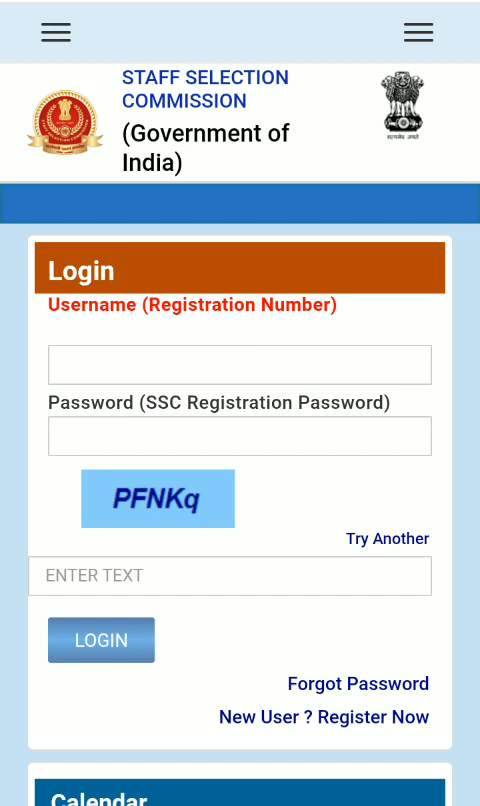 STAFF SELECTION
COMMISSION
(Government of
India)
Login
Username (Registration Number)
Password (SSC Registration Password)
PFNKq
Try Another
ENTER TEXT
LOGIN
Forgot Password
New User ? Register Now
Calendar